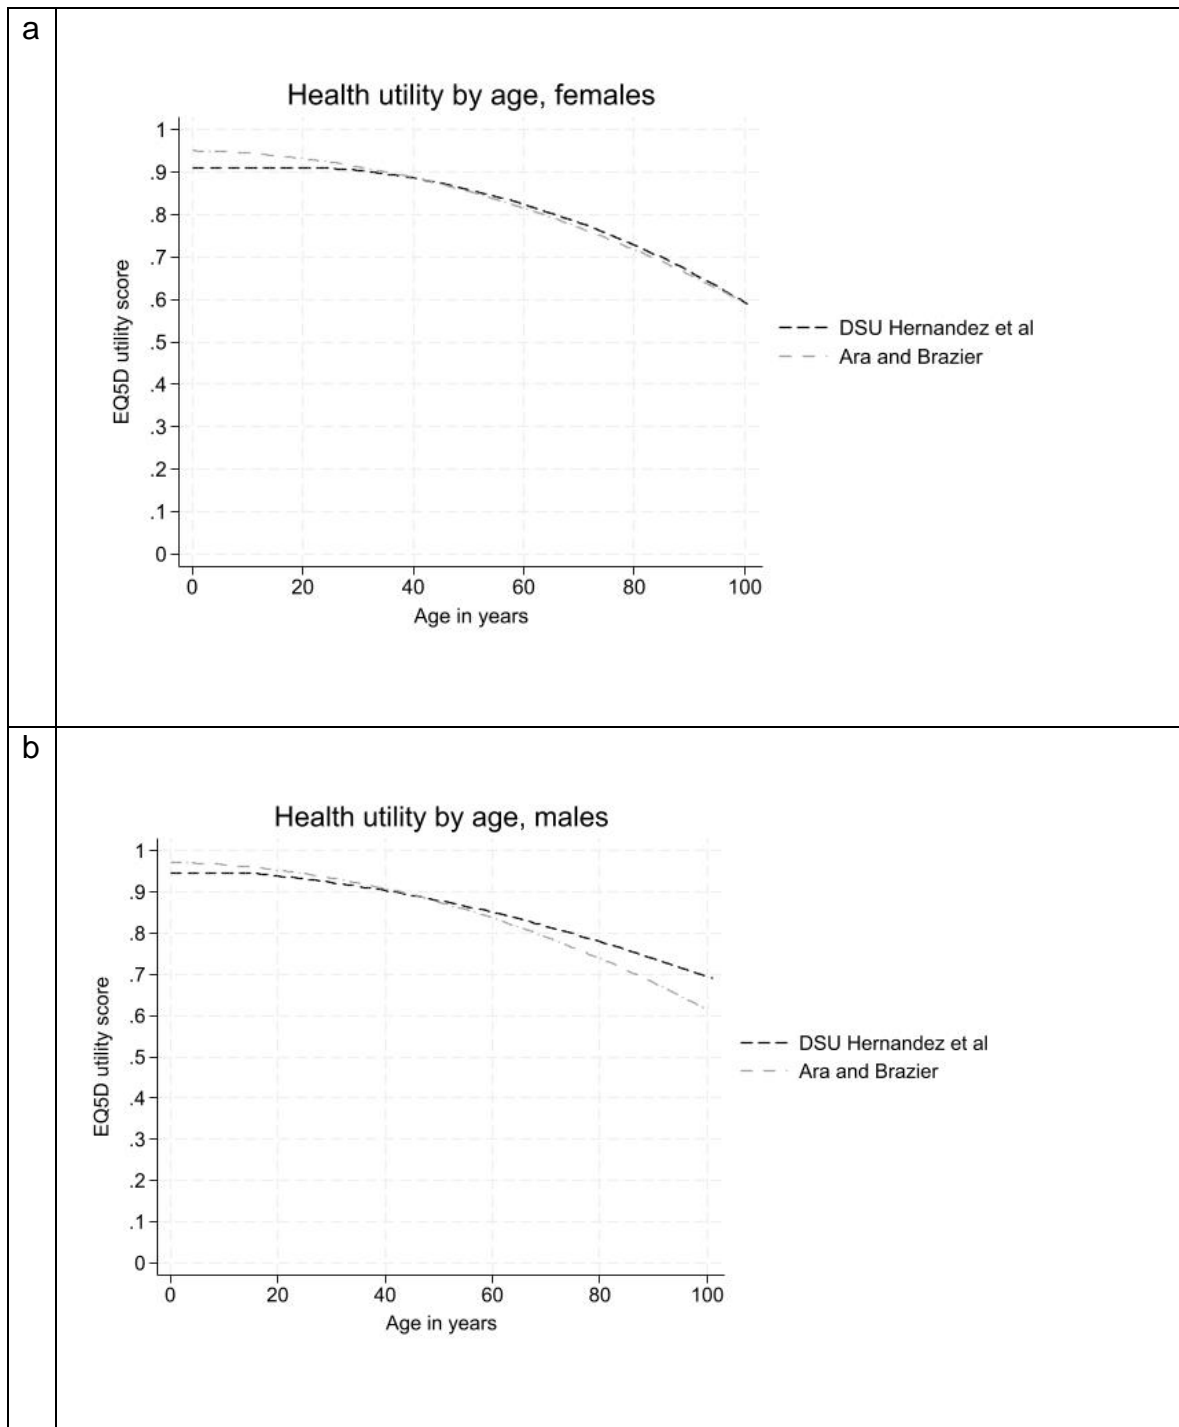 a
Health utility by age, females
1
.9
.8
.7
.6
.5
.4
.3
.2
.1
0
EQ5D utility score
0 20 40 60 80 100
Age in years
DSU Hernandez et al
Ara and Brazier
b
Health utility by age, males
1
.9
.8
.7
.6
.5
.4
.3
.2
.1
0
EQ5D utility score
0 20 40 60 80 100
Age in years
DSU Hernandez et al
Ara and Brazier